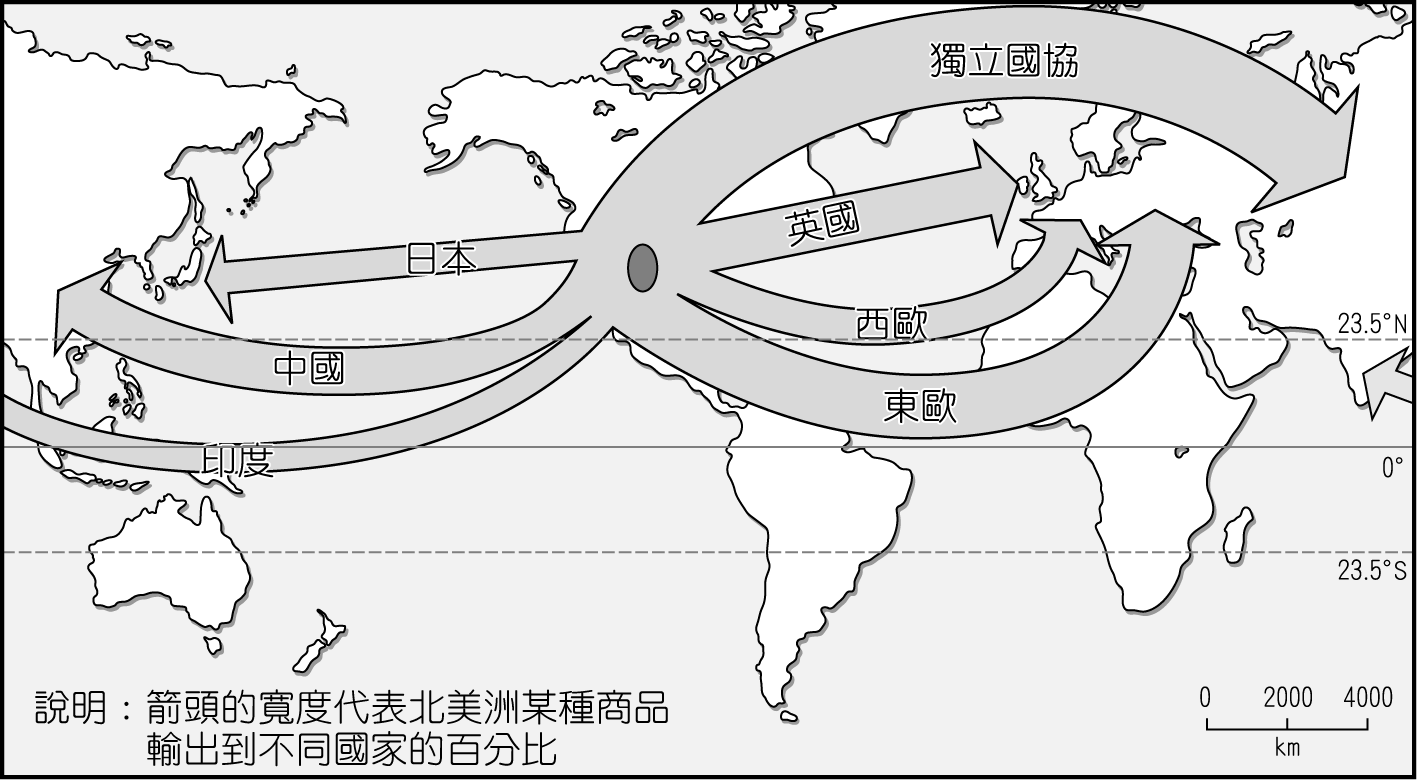 獨立國協
英國
日本
西歐
中國
東歐
印度
23.5°N
0°
23.5°S
說明：箭頭的寬度代表北美洲某種商品
輸出到不同國家的百分比
0 2000 4000
km